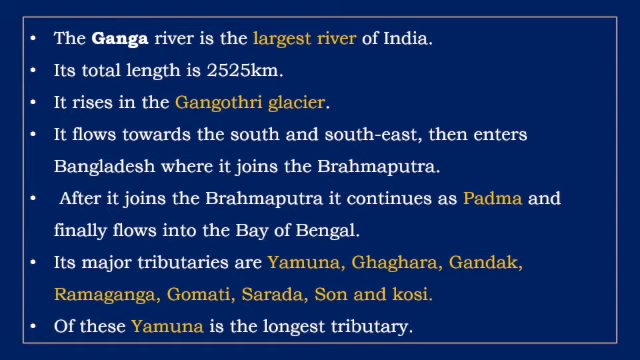 • The Ganga river is the largest river of India.
• Its total length is 2525km.
• It rises in the Gangothri glacier.
• It flows towards the south and south-east, then enters
Bangladesh where it joins the Brahmaputra.
• After it joins the Brahmaputra it continues as Padma and
finally flows into the Bay of Bengal.
• Its major tributaries are Yamuna, Ghaghara, Gandak,
Ramaganga, Gomati, Sarada, Son and kosi.
• Of these Yamuna is the longest tributary.